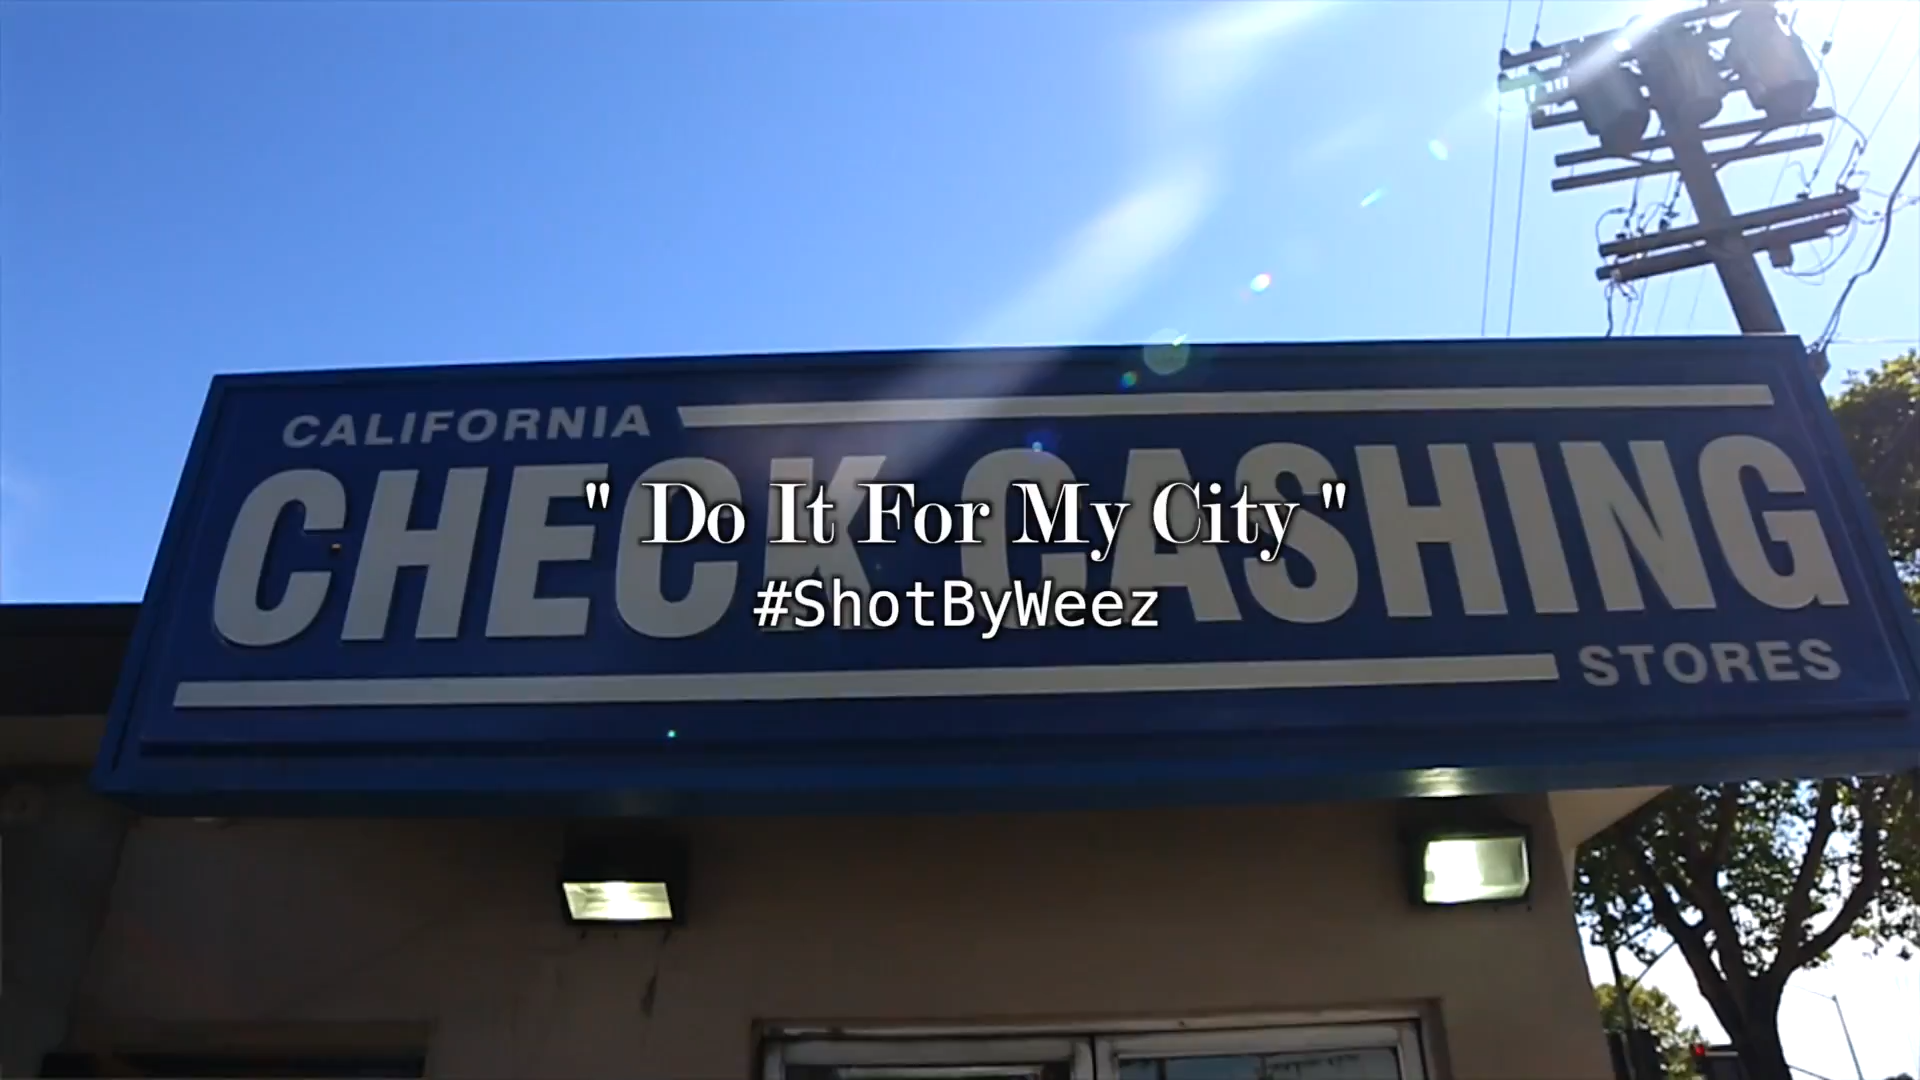 CALIFORNIA
CHECK CASHING
STORES
" Do It For My City "
#ShotByWeez